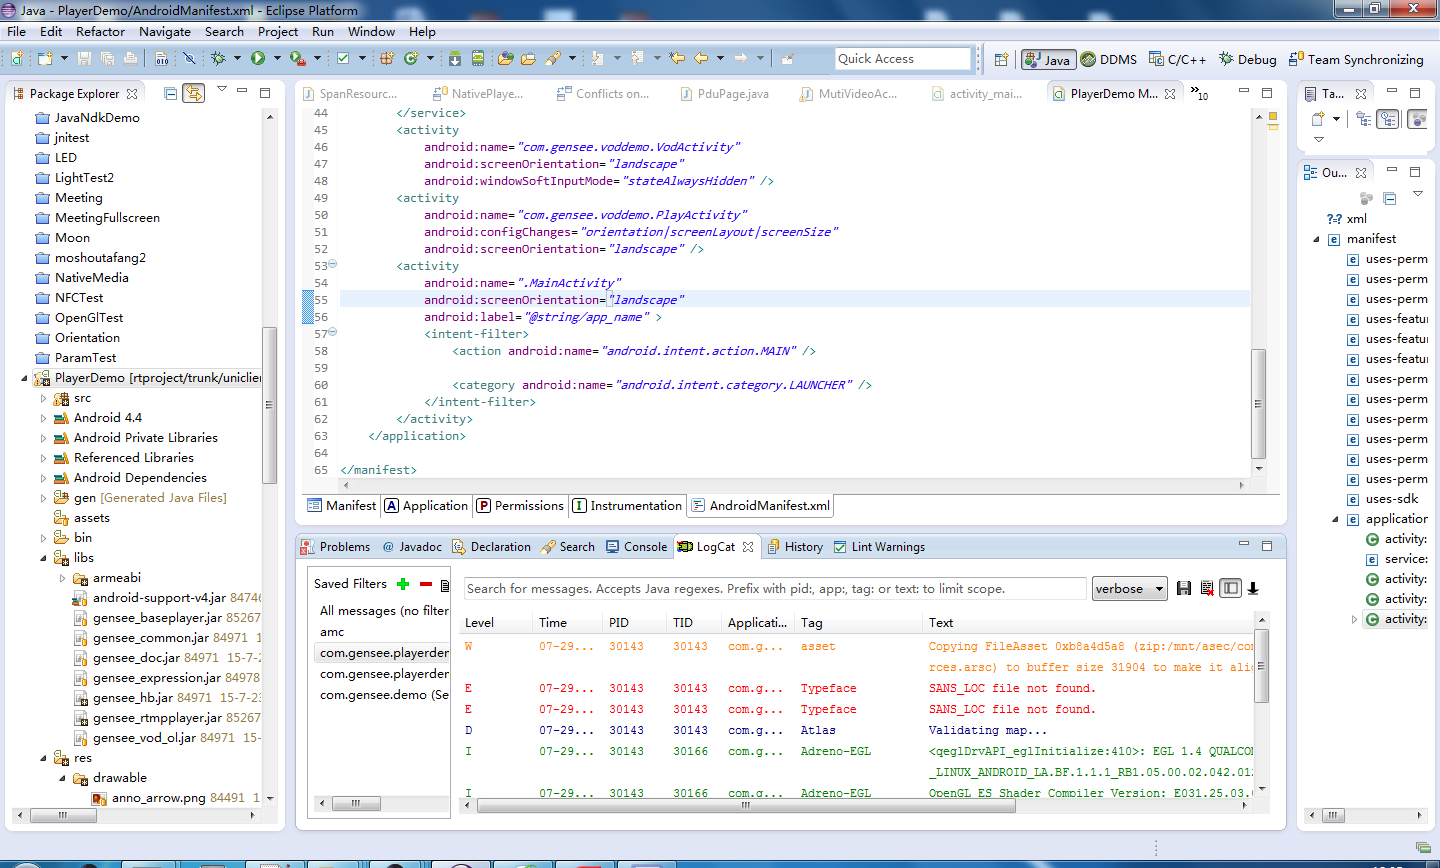 Java - PlayerDemo/AndroidManifest.xml - Eclipse Platform
File Edit Refactor Navigate Search Project Run Window Help
Quick Access
Java DDMS C/C++ Debug Team Synchronizing
Package Explorer
JavaNdkDemo
jnitest
LED
LightTest2
Meeting
MeetingFullscreen
Moon
moshoutafang2
NativeMedia
NFCTest
OpenGlTest
Orientation
ParamTest
PlayerDemo [rtproject/trunk/uniclier
src
Android 4.4
Android Private Libraries
Referenced Libraries
Android Dependencies
gen [Generated Java Files]
assets
bin
libs
armeabi
android-support-v4.jar 84746
gensee_baseplayer.jar 85267
gensee_common.jar 84971 1
gensee_doc.jar 84971 15-7-2
gensee_expression.jar 84978
gensee_hb.jar 84971 15-7-23
gensee_rtmpplayer.jar 85267
gensee_vod_ol.jar 84971 15-
res
drawable
anno_arrow.png 84491 1
SpanResourc... NativePlaye... Conflicts on... PduPage.java MutiVideoAc... activity_mai... PlayerDemo M... »10
44 </service>
45 <activity
46 android:name="com.gensee.voddemo.VodActivity"
47 android:screenOrientation="landscape"
48 android:windowSoftInputMode="stateAlwaysHidden" />
49 <activity
50 android:name="com.gensee.voddemo.PlayActivity"
51 android:configChanges="orientation|screenLayout|screenSize"
52 android:screenOrientation="landscape" />
53 <activity
54 android:name=".MainActivity"
55 android:screenOrientation="landscape"
56 android:label="@string/app_name" >
57 <intent-filter>
58 <action android:name="android.intent.action.MAIN" />
59
60 <category android:name="android.intent.category.LAUNCHER" />
61 </intent-filter>
62 </activity>
63 </application>
64
65 </manifest>
Manifest A Application P Permissions I Instrumentation AndroidManifest.xml
Problems @ Javadoc Declaration Search Console LogCat History Lint Warnings
Saved Filters
All messages (no filter
amc
com.gensee.playerder
com.gensee.playerder
com.gensee.demo (Se
Search for messages. Accepts Java regexes. Prefix with pid:, app:, tag: or text: to limit scope.
verbose
Level Time PID TID Applicati... Tag Text
W 07-29... 30143 30143 com.g... asset Copying FileAsset 0xb8a4d5a8 (zip:/mnt/asec/co
rces.arsc) to buffer size 31904 to make it ali
E 07-29... 30143 30143 com.g... Typeface SANS_LOC file not found.
E 07-29... 30143 30143 com.g... Typeface SANS_LOC file not found.
D 07-29... 30143 30143 com.g... Atlas Validating map...
I 07-29... 30143 30166 com.g... Adreno-EGL <qeglDrvAPI_eglInitialize:410>: EGL 1.4 QUALCO
_LINUX_ANDROID_LA.BF.1.1.1_RB1.05.00.02.042.01
I 07-29... 30143 30166 com.g... Adreno-EGL OpenGL ES Shader Compiler Version: E031.25.03.
Ta...
Ou...
?=? xml
manifest
uses-perm
uses-perm
uses-perm
uses-featur
uses-featur
uses-featur
uses-perm
uses-perm
uses-perm
uses-perm
uses-perm
uses-perm
uses-sdk
application
activity:
service:
activity:
activity:
activity: